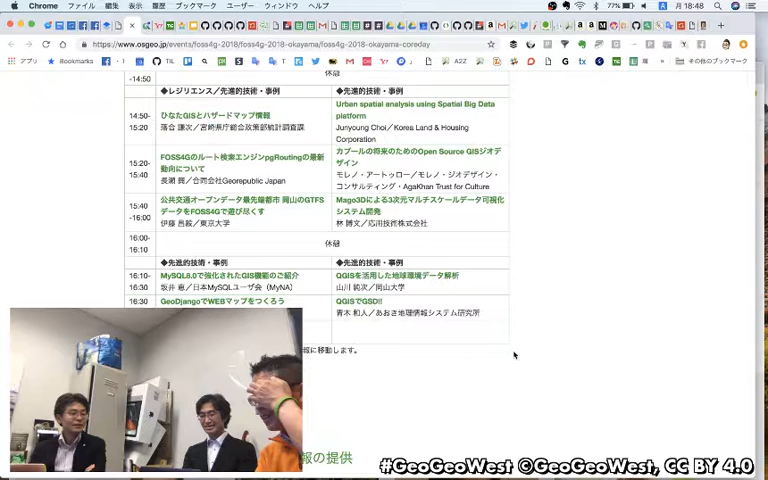 Chrome ファイル 編集 表示 履歴 ブックマーク ユーザー ウィンドウ ヘルプ 77% 月 18:48
https://www.osgeo.jp/events/foss4g-2018/foss4g-2018-okayama/foss4g-2018-okayama-coreday
アプリ Bookmarks TIL A2Z その他のブックマーク
-14:50 休憩
◆レジリエンス／先進的技術・事例 ◆先進的技術・事例
14:50-15:20
ひなたGISとハザードマップ情報
落合 謙次／宮崎県庁総合政策部統計調査課
Urban spatial analysis using Spatial Big Data
platform
Junyoung Choi／Korea Land & Housing
Corporation
15:20-15:40
FOSS4Gのルート検索エンジンpgRoutingの最新
動向について
長瀬 興／合同会社Georepublic Japan
カブールの将来のためのOpen Source GISジオデ
ザイン
モレノ・アートゥロー／モレノ・ジオデザイン・
コンサルティング・AgaKhan Trust for Culture
15:40-16:00
公共交通オープンデータ最先端都市 岡山のGTFS
データをFOSS4Gで遊び尽くす
伊藤 昌毅／東京大学
Mago3Dによる3次元マルチスケールデータ可視化
システム開発
林 博文／応用技術株式会社
16:00-16:10 休憩
◆先進的技術・事例 ◆先進的技術・事例
16:10-16:30
MySQL8.0で強化されたGIS機能のご紹介
坂井 恵／日本MySQLユーザ会（MyNA）
QGISを活用した地球環境データ解析
山川 純次／岡山大学
16:30
GeoDjangoでWEBマップをつくろう
QGISでGSD!!
青木 和人／あおき地理情報システム研究所
報に移動します。
報の提供
#GeoGeoWest ©GeoGeoWest, CC BY 4.0